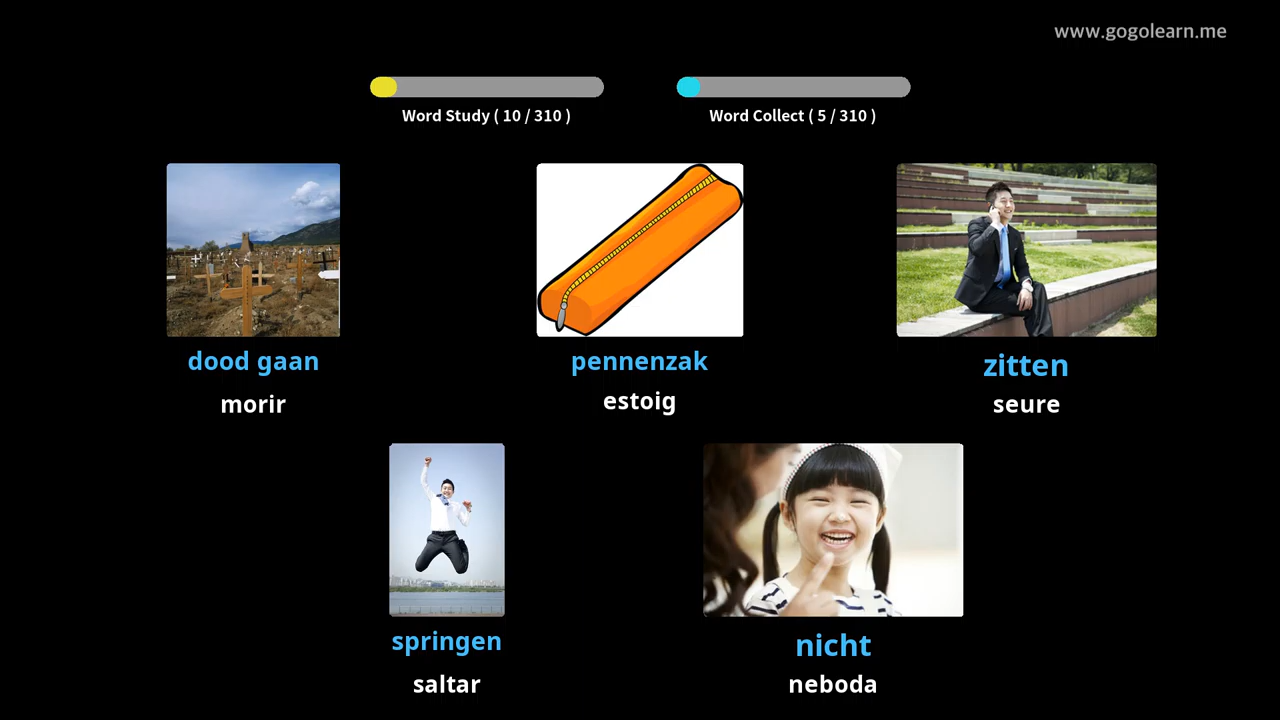 www.gogolearn.me
Word Study ( 10 / 310 )
Word Collect ( 5 / 310 )
dood gaan
morir
pennenzak
estoig
zitten
seure
springen
saltar
nicht
neboda